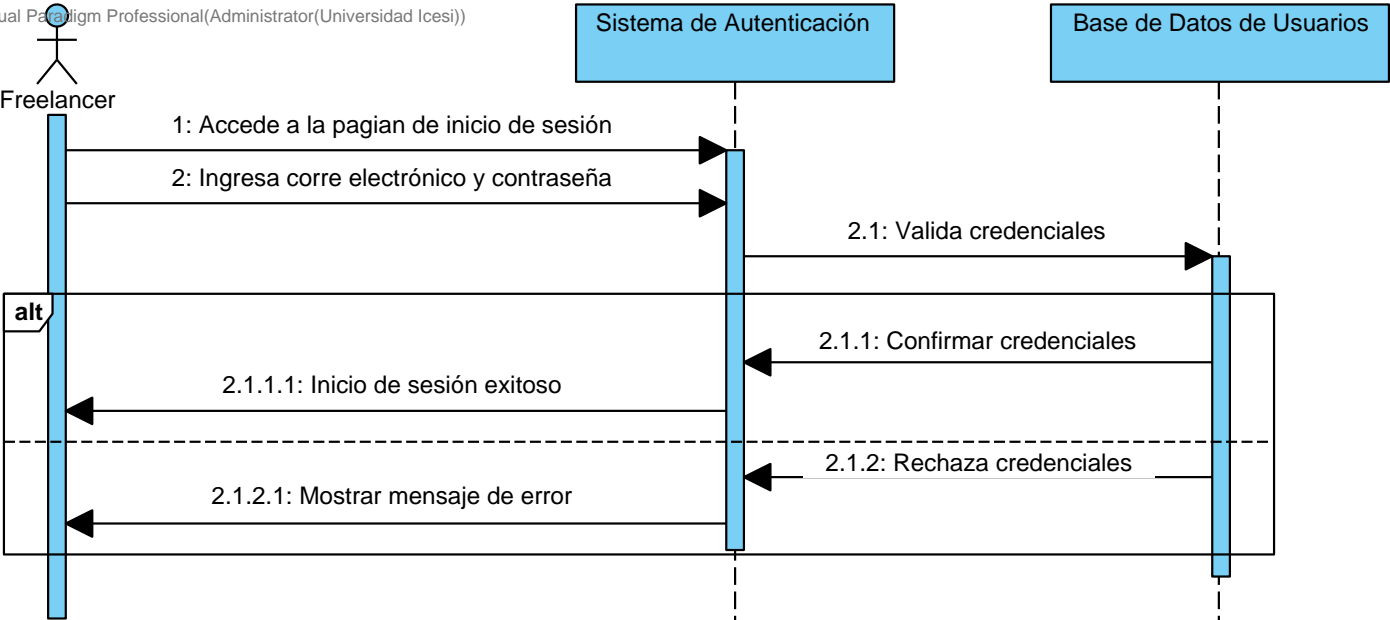 ual Paradigm Professional(Administrator(Universidad Icesi))
Sistema de Autenticación
Base de Datos de Usuarios
Freelancer
1: Accede a la pagian de inicio de sesión
2: Ingresa corre electrónico y contraseña
2.1: Valida credenciales
alt
2.1.1: Confirmar credenciales
2.1.1.1: Inicio de sesión exitoso
2.1.2: Rechaza credenciales
2.1.2.1: Mostrar mensaje de error